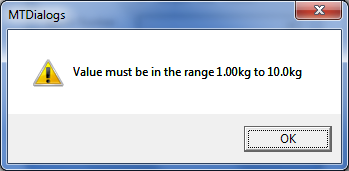 MTDialogs
Value must be in the range 1.00kg to 10.0kg
OK